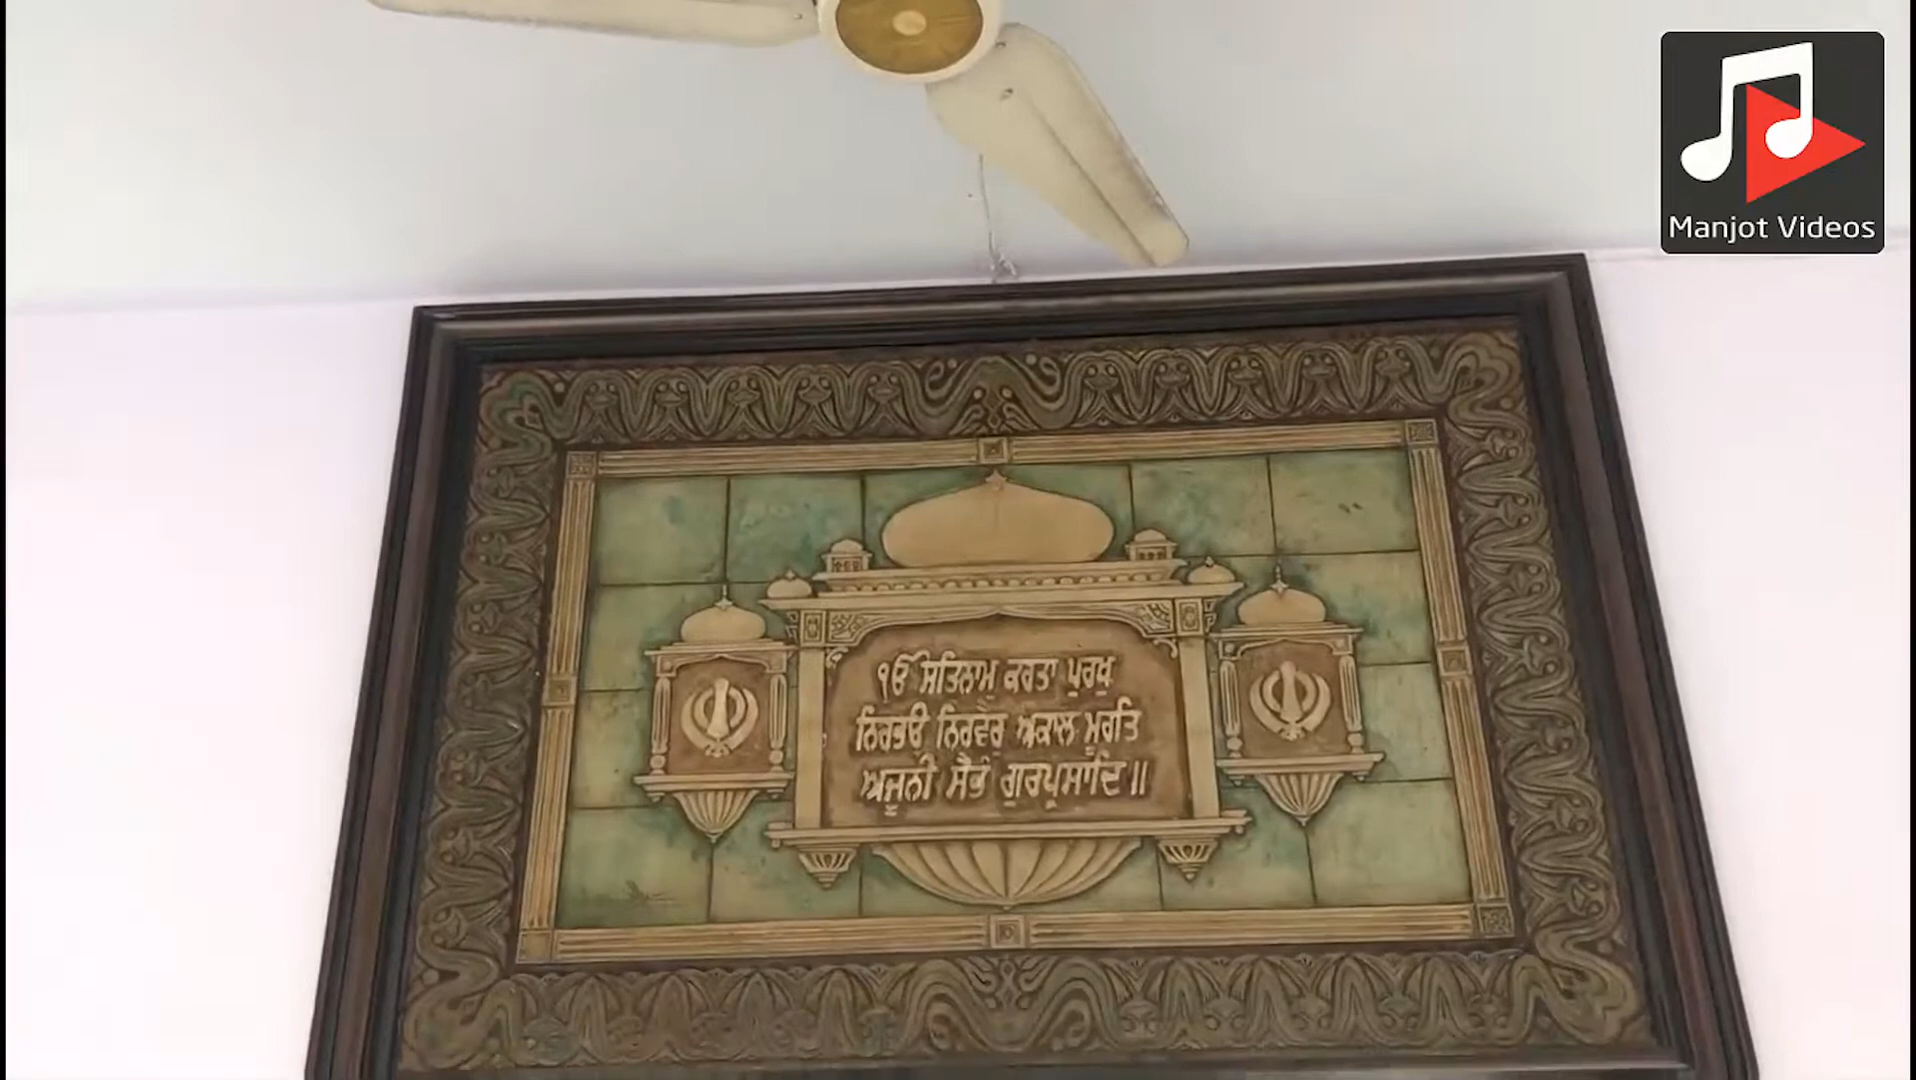 Manjot Videos
ੴ ਸਤਿਨਾਮੁ ਕਰਤਾ ਪੁਰਖੁ
ਨਿਰਭਉ ਨਿਰਵੈਰੁ ਅਕਾਲ ਮੂਰਤਿ
ਅਜੂਨੀ ਸੈਭੰ ਗੁਰਪ੍ਰਸਾਦਿ ॥